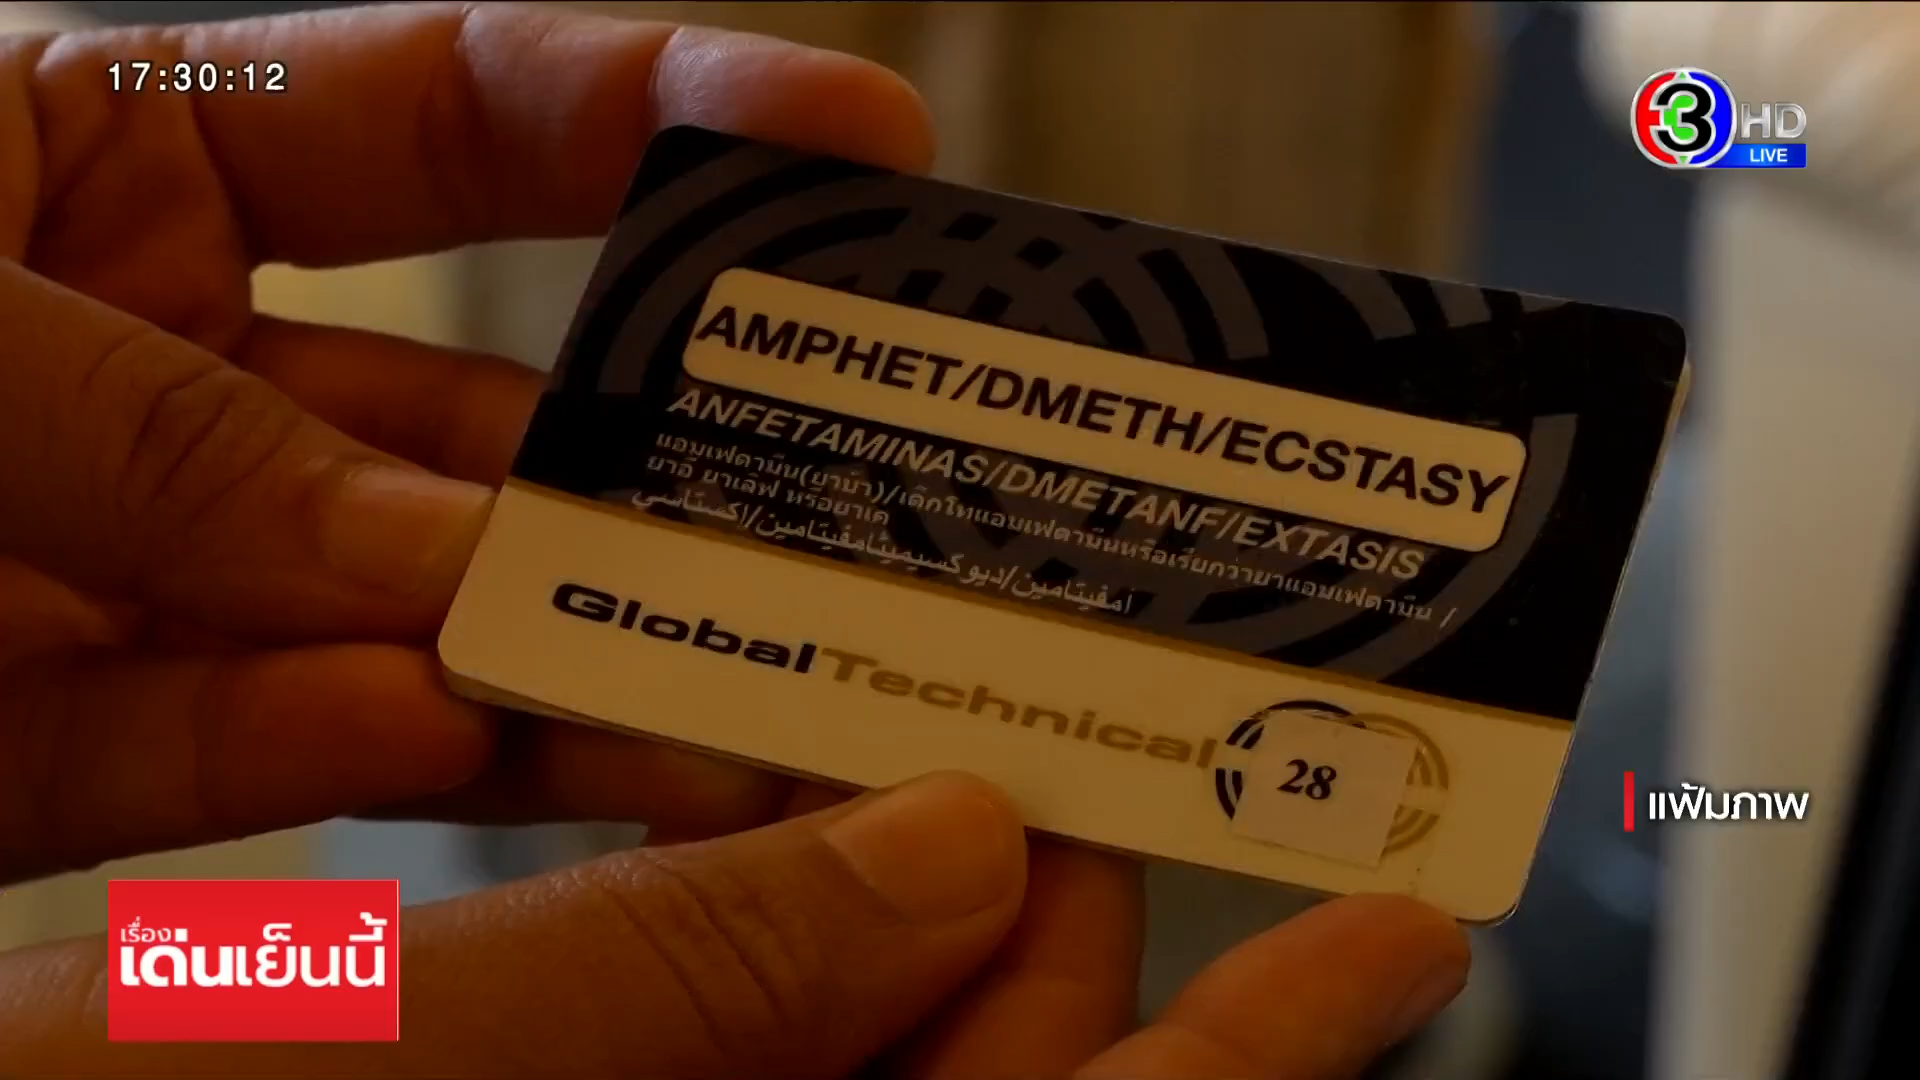 17:30:12
3 HD
LIVE
AMPHET/DMETH/ECSTASY
ANFETAMINAS/DMETANF/EXTASIS
แอมเฟตามีน(ยาบ้า)/เด็กโทแอมเฟตามีนหรือเรียกว่ายาแอมเฟตามีน /
ยาอี ยาเลิฟ หรือยาเค
امفيتامين/ديوكسيميثامفيتامين/إكستاسي
GlobalTechnical
28
แฟ้มภาพ
เรื่อง
เด่นเย็นนี้